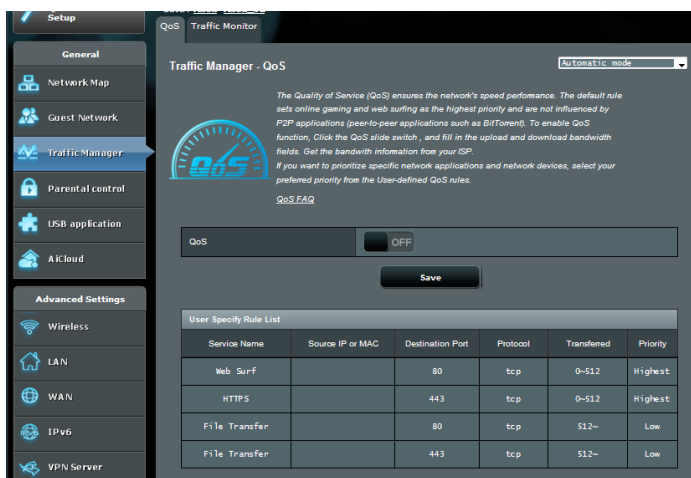 Setup
General
Network Map
Guest Network
Traffic Manager
Parental control
USB application
AiCloud
Advanced Settings
Wireless
LAN
WAN
IPv6
VPN Server
QoS Traffic Monitor
Traffic Manager - QoS
Automatic mode
The Quality of Service (QoS) ensures the network's speed performance. The default rule
sets online gaming and web surfing as the highest priority and are not influenced by
P2P applications (peer-to-peer applications such as BitTorrent). To enable QoS
function, Click the QoS slide switch , and fill in the upload and download bandwidth
fields. Get the bandwith information from your ISP.
If you want to prioritize specific network applications and network devices, select your
preferred priority from the User-defined QoS rules.
QoS FAQ
QoS
QoS OFF
Save
User Specify Rule List
Service Name Source IP or MAC Destination Port Protocol Transferred Priority
Web Surf 80 tcp 0~512 Highest
HTTPS 443 tcp 0~512 Highest
File Transfer 80 tcp 512~ Low
File Transfer 443 tcp 512~ Low